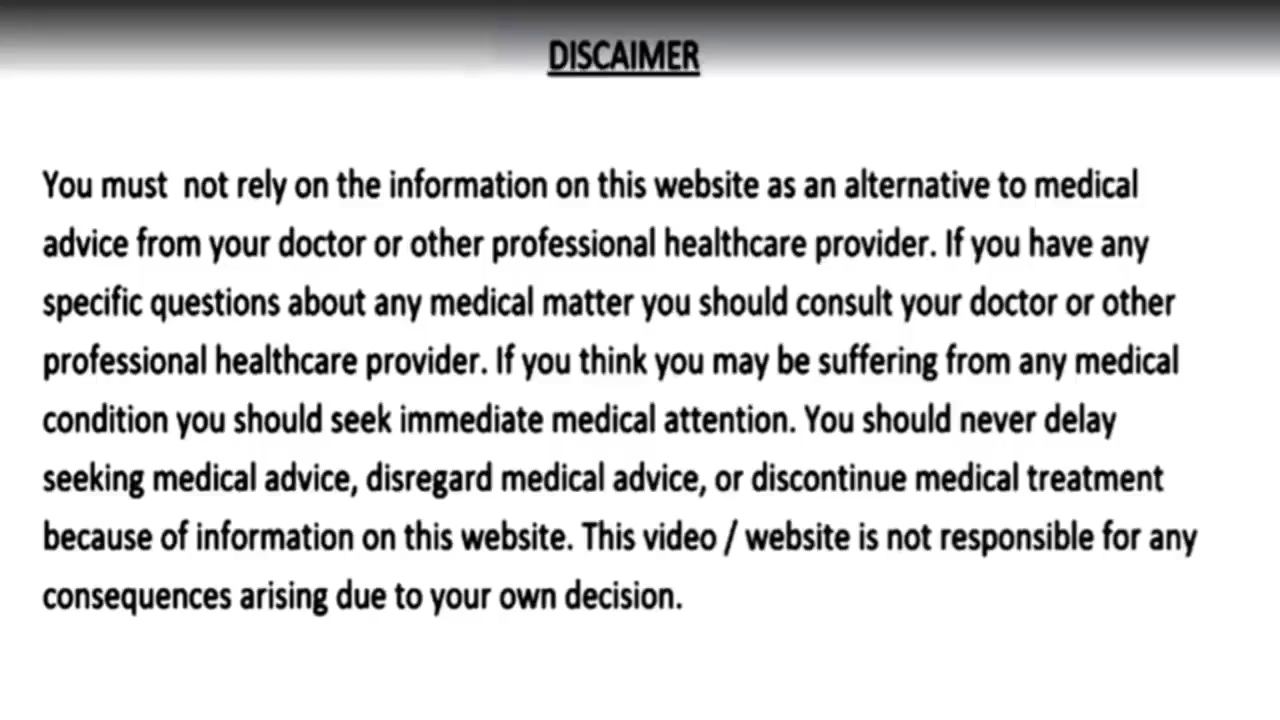 DISCAIMER
You must  not rely on the information on this website as an alternative to medical
advice from your doctor or other professional healthcare provider. If you have any
specific questions about any medical matter you should consult your doctor or other
professional healthcare provider. If you think you may be suffering from any medical
condition you should seek immediate medical attention. You should never delay
seeking medical advice, disregard medical advice, or discontinue medical treatment
because of information on this website. This video / website is not responsible for any
consequences arising due to your own decision.